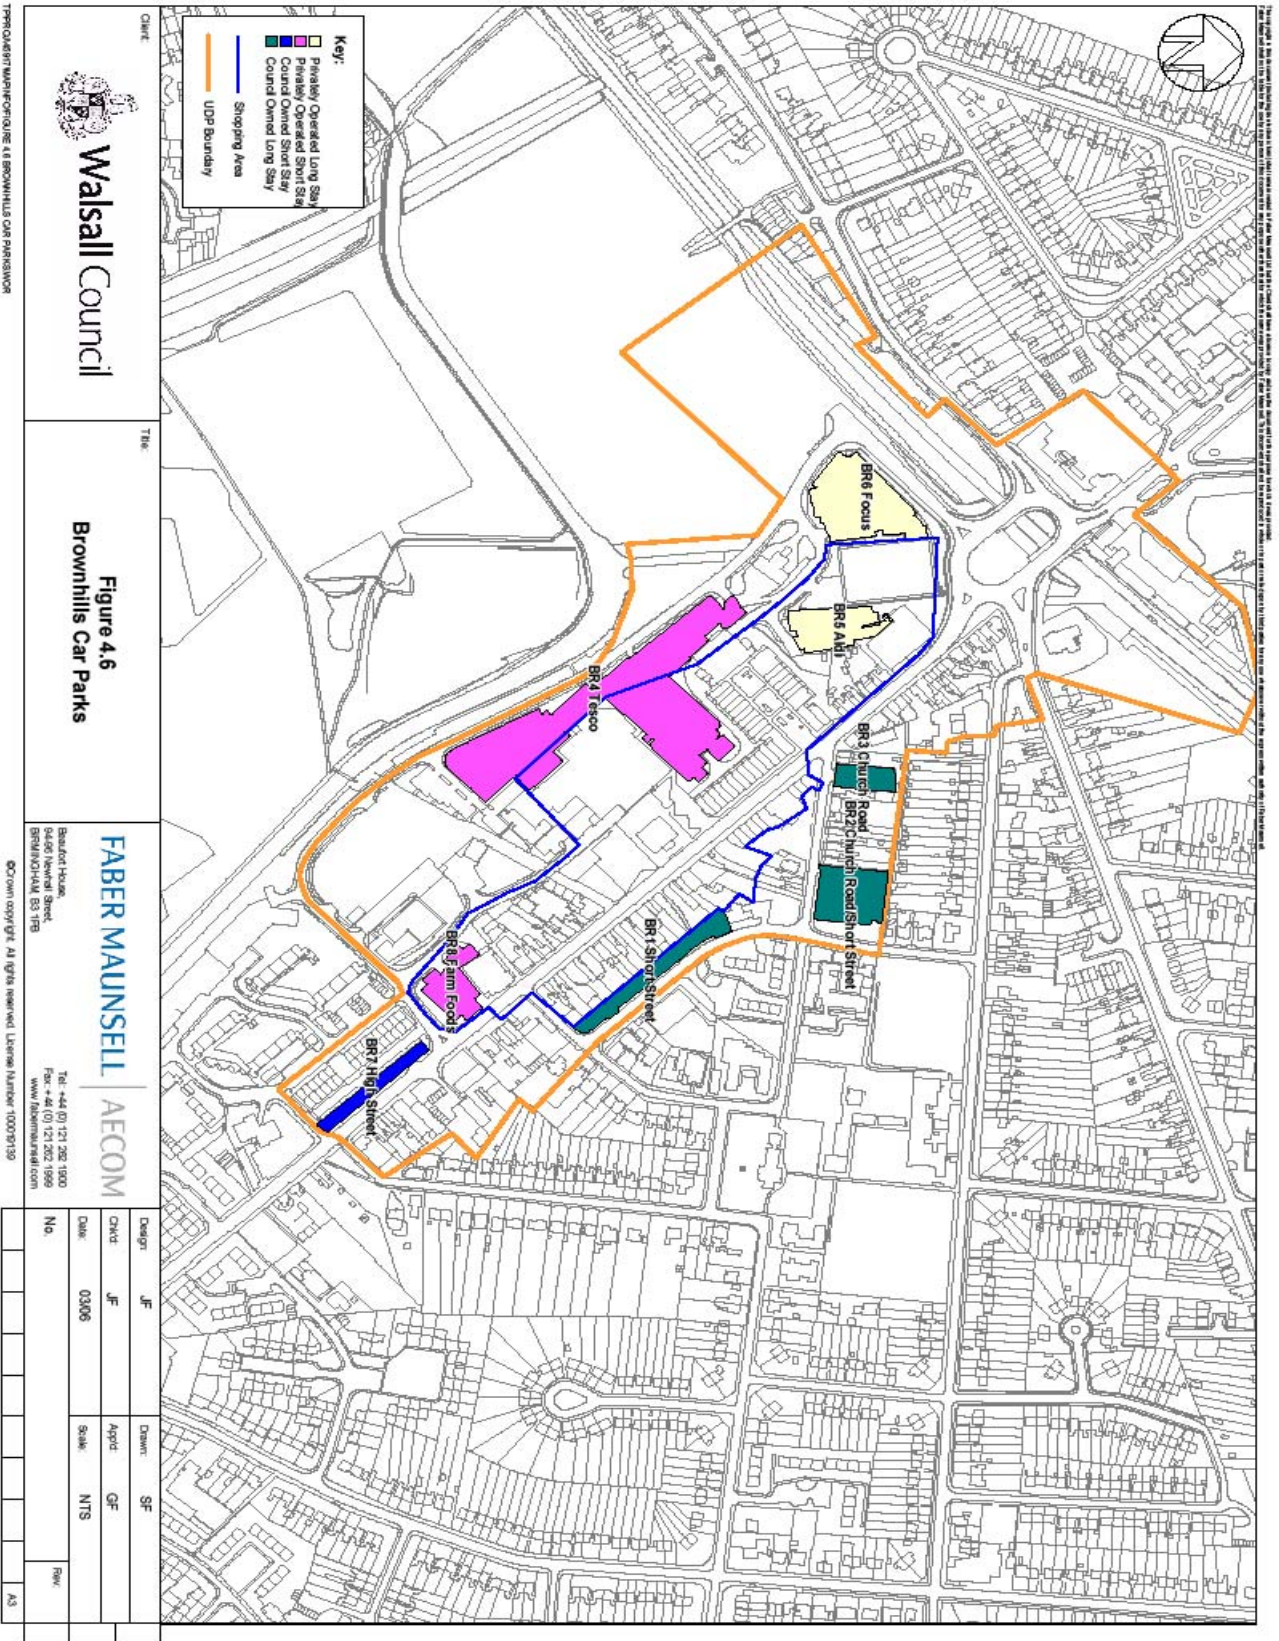 Key:
Privately Operated Long Stay
Privately Operated Short Stay
Council Owned Short Stay
Council Owned Long Stay
Shopping Area
UDP Boundary
N
BR6 Focus
BR5 Aldi
BR4 Tesco
BR3 Church Road
BR2 Church Road/Short Street
BR1 Short Street
BR8 Farm Foods
BR7 High Street
Client:
Walsall Council
Title:
Figure 4.6
Brownhills Car Parks
FABER MAUNSELL | AECOM
Beaufort House,
94-96 Newhall Street,
BIRMINGHAM, B3 1PB
Tel: +44 (0) 121 262 1900
Fax: +44 (0) 121 262 1999
www.fabermaunsell.com
Design: JF
Drawn: SF
Chk'd: JF
App'd: GF
Date: 03/06
Scale: NTS
No.
Rev:
©Crown copyright. All rights reserved. License Number 100019139
A3